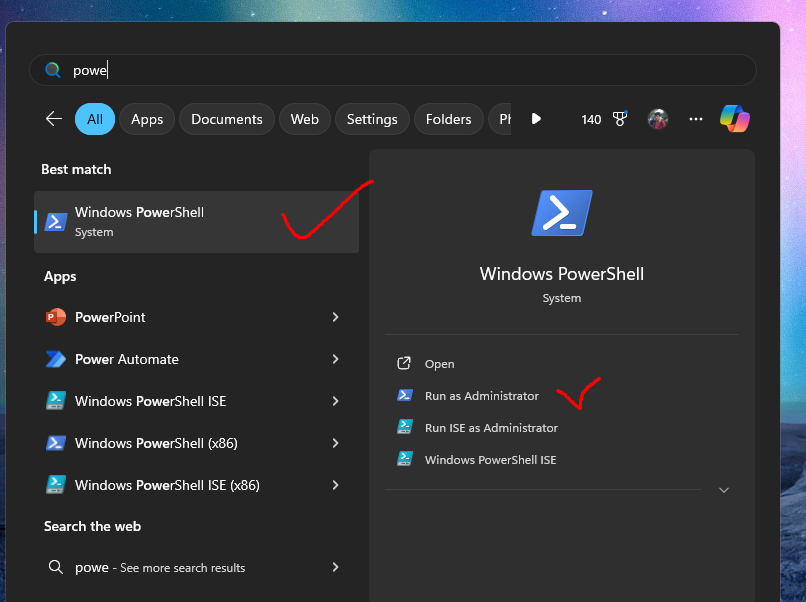 powe
All
Apps
Documents
Web
Settings
Folders
140
Best match
Windows PowerShell
System
Apps
PowerPoint
Power Automate
Windows PowerShell ISE
Windows PowerShell (x86)
Windows PowerShell ISE (x86)
Search the web
powe - See more search results
Windows PowerShell
System
Open
Run as Administrator
Run ISE as Administrator
Windows PowerShell ISE